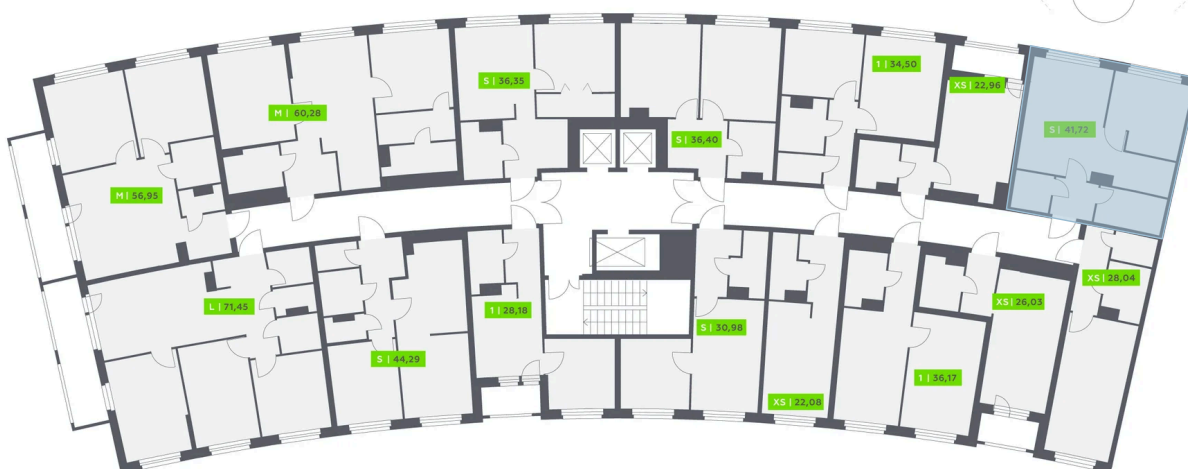 1 | 34,50
S | 36,35
XS | 22,96
M | 60,28
S | 41,72
S | 36,40
M | 56,95
XS | 28,04
XS | 26,03
L | 71,45
1 | 28,18
S | 30,98
S | 44,29
1 | 36,17
XS | 22,08